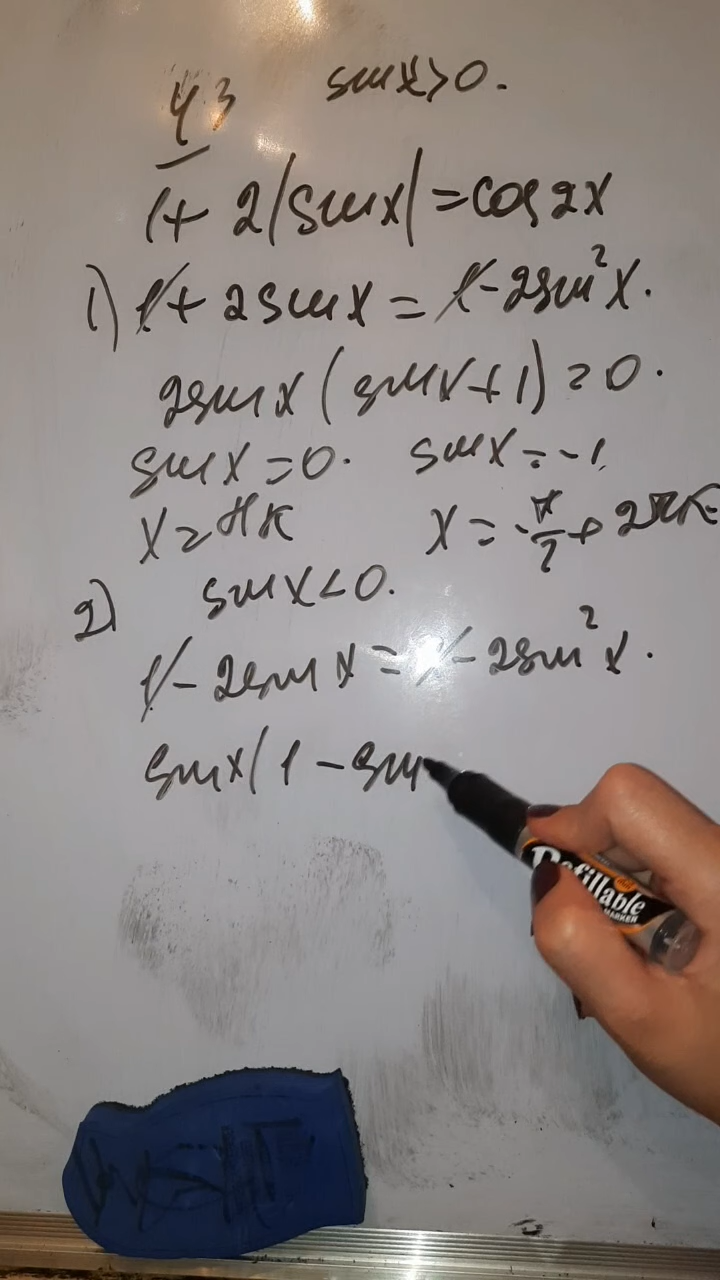 43 sinx>0.
1+ 2|sinx|=cos2x
1) 1+2sinx=1-2sin²x.
2sinx(sinx+1)=0.
sinx=0. sinx=-1
x=πk x=-π/2+2πk
2) sinx<0.
1-2sinx=1-2sin²x.
sinx(1-sin
Refillable
MARKER